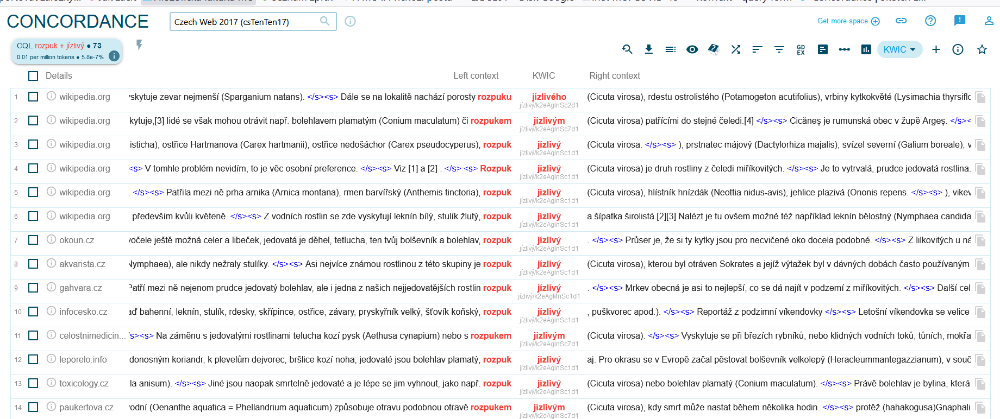 CONCORDANCE Czech Web 2017 (csTenTen17) Get more space
CQL rozpuk + jízlivý ● 73
0.01 per million tokens ● 5.8e-7%
GD EX KWIC
Details Left context KWIC Right context
1 wikipedia.org vskytuje zevar nejmenší (Sparganium natans). </s><s> Dále se na lokalitě nachází porosty rozpuku jízlivého (Cicuta virosa), rdestu ostrolistého (Potamogeton acutifolius), vrbiny kytkokvěté (Lysimachia thyrsiflo
jízlivý/k2eAgInSc2d1
2 wikipedia.org kytuje,[3] lidé se však mohou otrávit např. bolehlavem plamatým (Conium maculatum) či rozpukem jízlivým (Cicuta virosa) patřícími do stejné čeledi.[4] </s><s> Cicăneș je rumunská obec v župě Argeș. </s><
jízlivý/k2eAgInSc7d1
3 wikipedia.org isticha), ostřice Hartmanova (Carex hartmanii), ostřice nedošáchor (Carex pseudocyperus), rozpuk jízlivý (Cicuta virosa. </s><s> ), prstnatec májový (Dactylorhiza majalis), svízel severní (Galium boreale), v
jízlivý/k2eAgInSc1d1
4 wikipedia.org <s> V tomhle problém nevidím, to je věc osobní preference. </s><s> Viz [1] a [2] . </s> <s> Rozpuk jízlivý (Cicuta virosa) je druh rostliny z čeledi miříkovitých. </s><s> Je to vytrvalá, prudce jedovatá rostlina.
jízlivý/k2eAgInSc1d1
5 wikipedia.org . </s><s> Patřila mezi ně prha arnika (Arnica montana), rmen barvířský (Anthemis tinctoria), rozpuk jízlivý (Cicuta virosa), hlístník hnízdák (Neottia nidus-avis), jehlice plazivá (Ononis repens. </s><s> ), vikev
jízlivý/k2eAgInSc1d1
6 wikipedia.org především kvůli květeně. </s><s> Z vodních rostlin se zde vyskytují leknín bílý, stulík žlutý, rozpuk jízlivý a šípatka širolistá.[2][3] Nalézt je tu ovšem možné též například leknín bělostný (Nymphaea candida
jízlivý/k2eAgInSc1d1
7 okoun.cz vočele ještě možná celer a libeček, jedovatá je děhel, tetlucha, ten tvůj bolševník a bolehlav, rozpuk jízlivý . </s><s> Průser je, že si ty kytky jsou pro necvičené oko docela podobné. </s><s> Z lilkovitých u ná
jízlivý/k2eAgInSc1d1
8 akvarista.cz Nymphaea), ale nikdy nežraly stulíky. </s><s> Asi nejvíce známou rostlinou z této skupiny je rozpuk jízlivý (Cicuta virosa), kterou byl otráven Sokrates a jejíž výtažek byl v dávných dobách často používaným
jízlivý/k2eAgInSc1d1
9 gahvara.cz Patří mezi ně nejenom prudce jedovatý bolehlav, ale i jedna z našich nejjedovatějších rostlin rozpuk jízlivý . </s><s> Mrkev obecná je asi to nejlepší, co se dá najít v podzemí z miříkovitých. </s><s> Další cel
jízlivý/k2eAgMnSc1d1
10 infocesko.cz aď bahenní, leknín, stulík, rdesky, skřípince, ostřice, závary, pryskyřník velký, šťovík koňský, rozpuk jízlivý , puškvorec apod.). </s><s> Reportáž z podzimní víkendovky </s><s> Letošní víkendovka se velice
jízlivý/k2eAgInSc1d1
11 celostnimedicin... /s><s> Na záměnu s jedovatými rostlinami telucha kozí pysk (Aethusa cynapium) nebo s rozpukem jízlivým (Cicuta virosa). </s><s> Vyskytuje se při březích rybníků, nebo klidných vodních toků, tůních, mokřa
jízlivý/k2eAgInSc7d1
12 leporelo.info donosným koriandr, k plevelům dejvorec, bršlice kozí noha; jedovaté jsou bolehlav plamatý, rozpuk jízlivý aj. Pro okrasu se v Evropě začal pěstovat bolševník velkolepý (Heracleummantegazzianum), v souč
jízlivý/k2eAgInSc1d1
13 toxicology.cz la anisum). </s><s> Jiné jsou naopak smrtelně jedovaté a je lépe se jim vyhnout, jako např. rozpuk jízlivý (Cicuta virosa) nebo bolehlav plamatý (Conium maculatum). </s><s> Právě bolehlav je bylina, která
jízlivý/k2eAgInSc1d1
14 paukertova.cz vodní (Oenanthe aquatica = Phellandrium aquaticum) způsobuje otravu podobnou otravě rozpukem jízlivým (Cicuta virosa), kdy smrt může nastat během několika hodin. </s><s> protěž (hahakogusa)Gnaphali
jízlivý/k2eAgInSc7d1